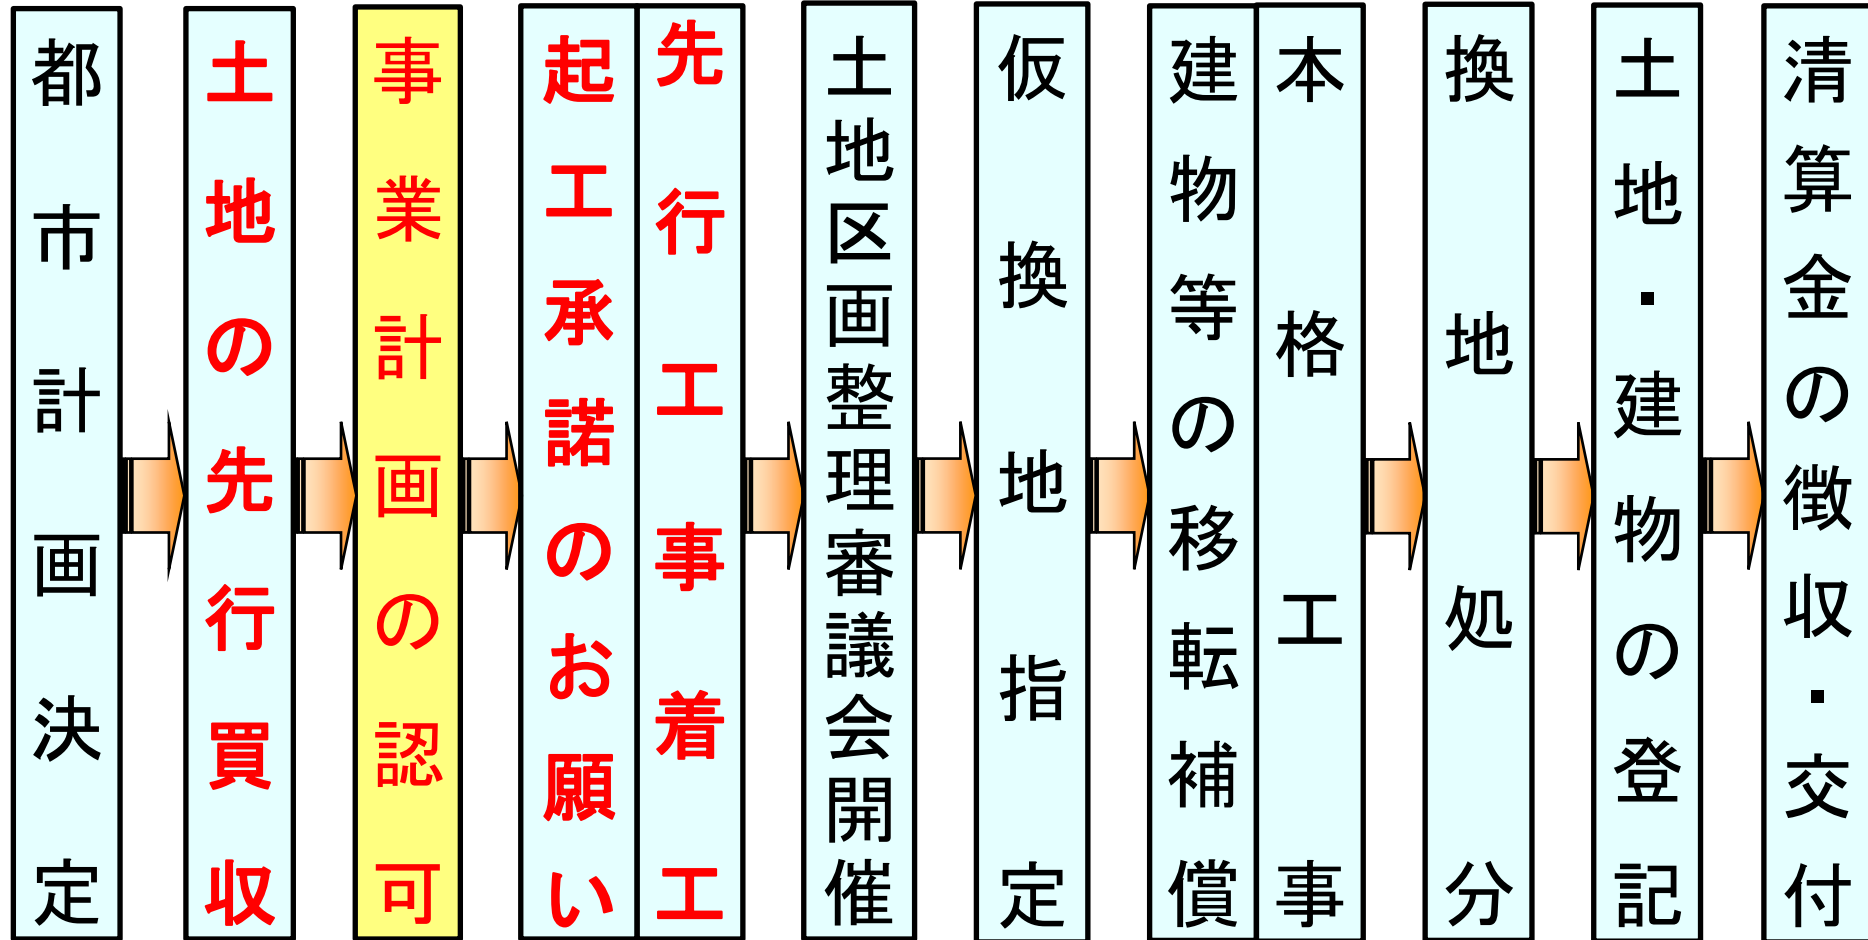 都市計画決定
土地の先行買収
事業計画の認可
起工承諾のお願い
先行工事着工
土地区画整理審議会開催
仮換地指定
建物等の移転補償
本格工事
換地処分
土地・建物の登記
清算金の徴収・交付